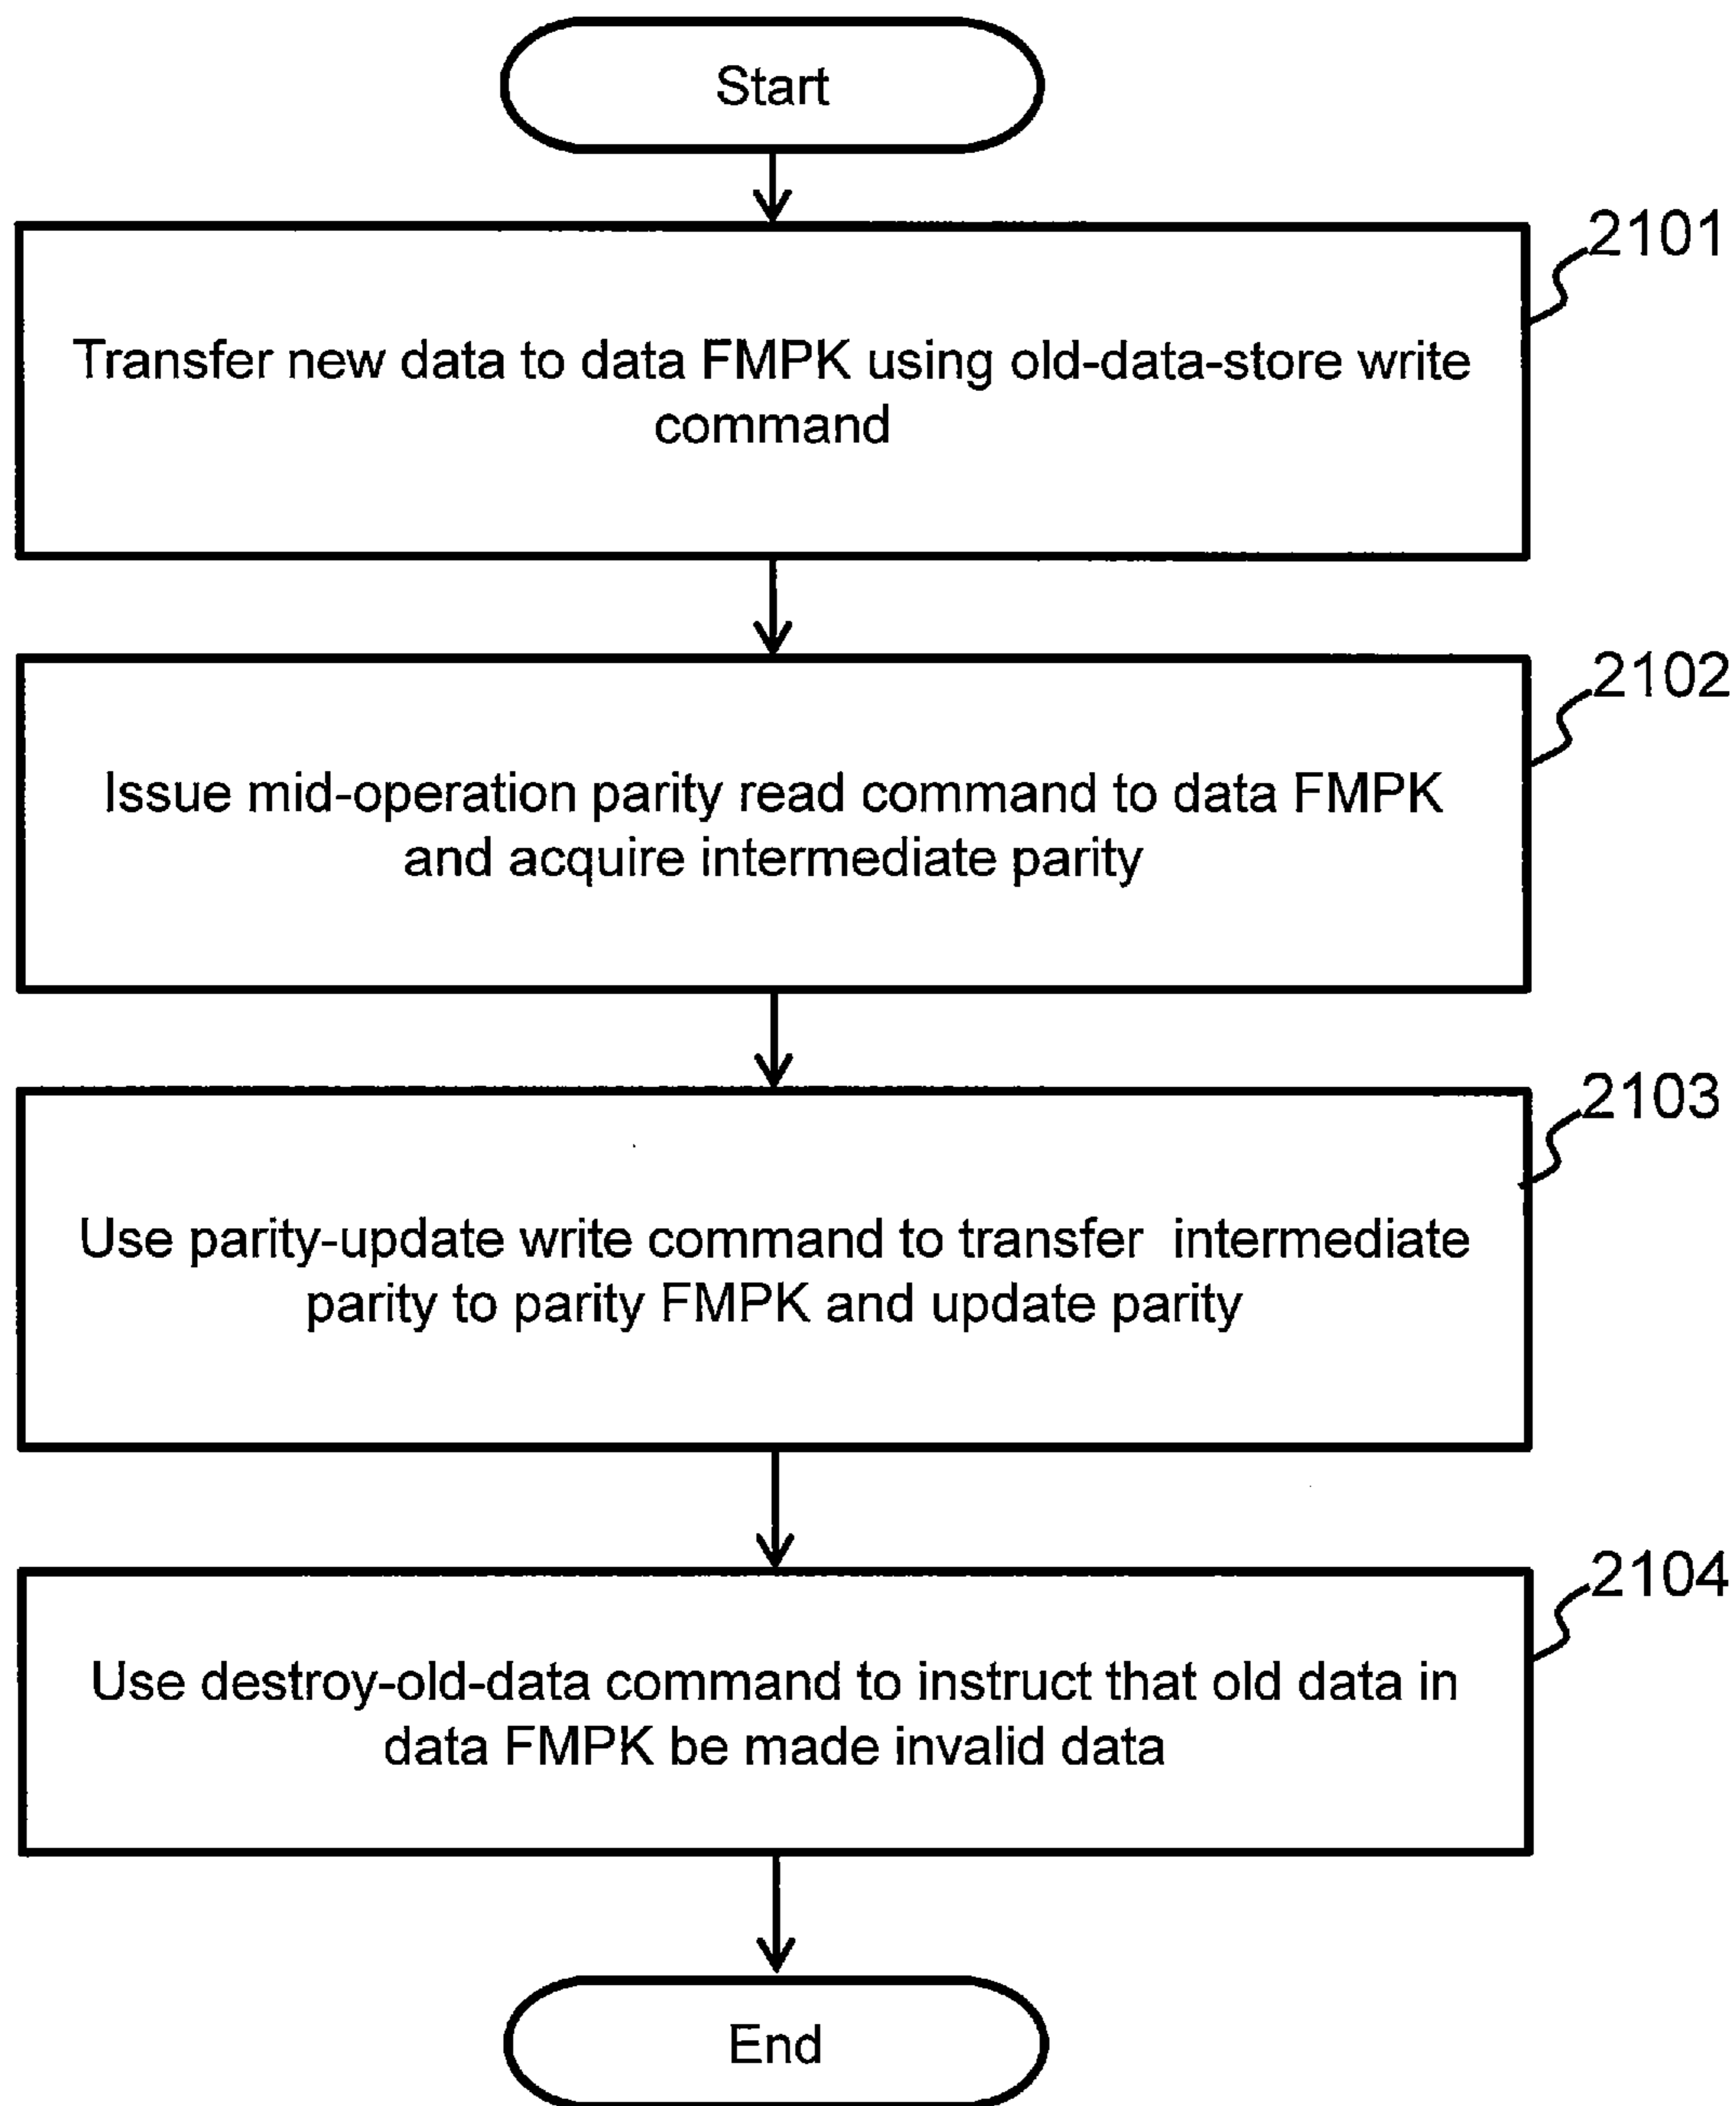 Start
2101
Transfer new data to data FMPK using old-data-store write
command
2102
Issue mid-operation parity read command to data FMPK
and acquire intermediate parity
2103
Use parity-update write command to transfer intermediate
parity to parity FMPK and update parity
2104
Use destroy-old-data command to instruct that old data in
data FMPK be made invalid data
End